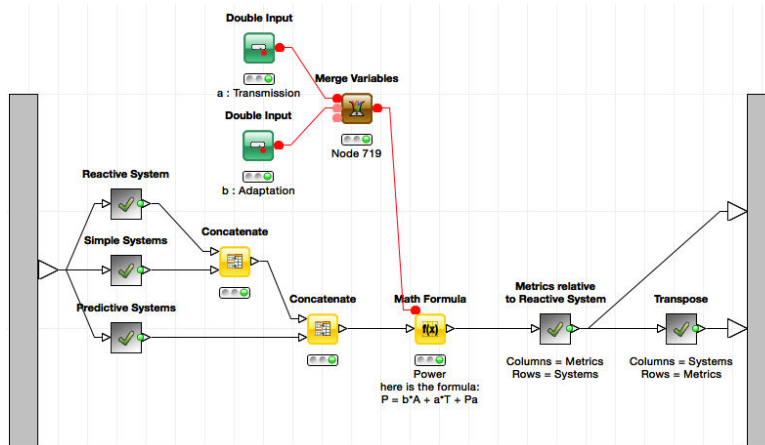 Double Input
a : Transmission
Merge Variables
Double Input
Node 719
b : Adaptation
Reactive System
Simple Systems
Concatenate
Predictive Systems
Concatenate
Math Formula
f(x)
Power
here is the formula:
P = b*A + a*T + Pa
Metrics relative
to Reactive System
Columns = Metrics
Rows = Systems
Transpose
Columns = Systems
Rows = Metrics